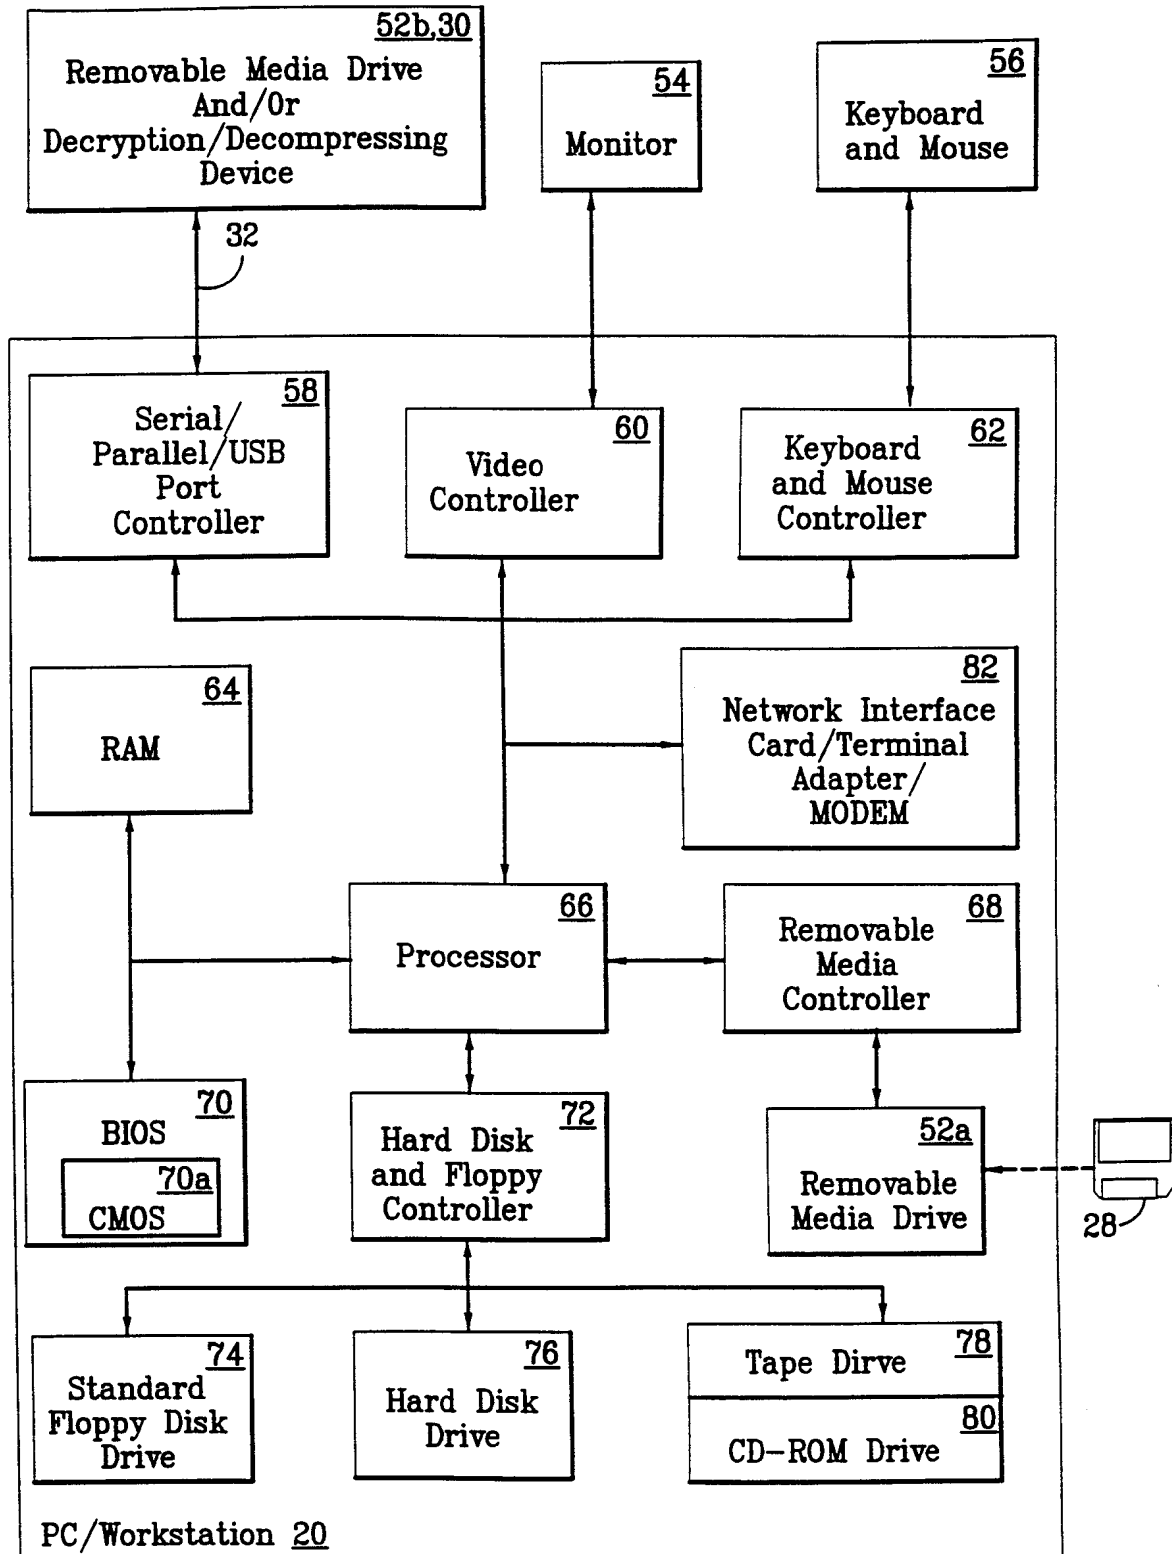 52b,30
Removable Media Drive
And/Or
Decryption/Decompressing
Device
54
Monitor
56
Keyboard
and Mouse
32
58
Serial/
Parallel/USB
Port
Controller
60
Video
Controller
62
Keyboard
and Mouse
Controller
64
RAM
82
Network Interface
Card/Terminal
Adapter/
MODEM
66
Processor
68
Removable
Media
Controller
70
BIOS
70a
CMOS
72
Hard Disk
and Floppy
Controller
52a
Removable
Media Drive
28
74
Standard
Floppy Disk
Drive
76
Hard Disk
Drive
78
Tape Dirve
80
CD-ROM Drive
PC/Workstation 20